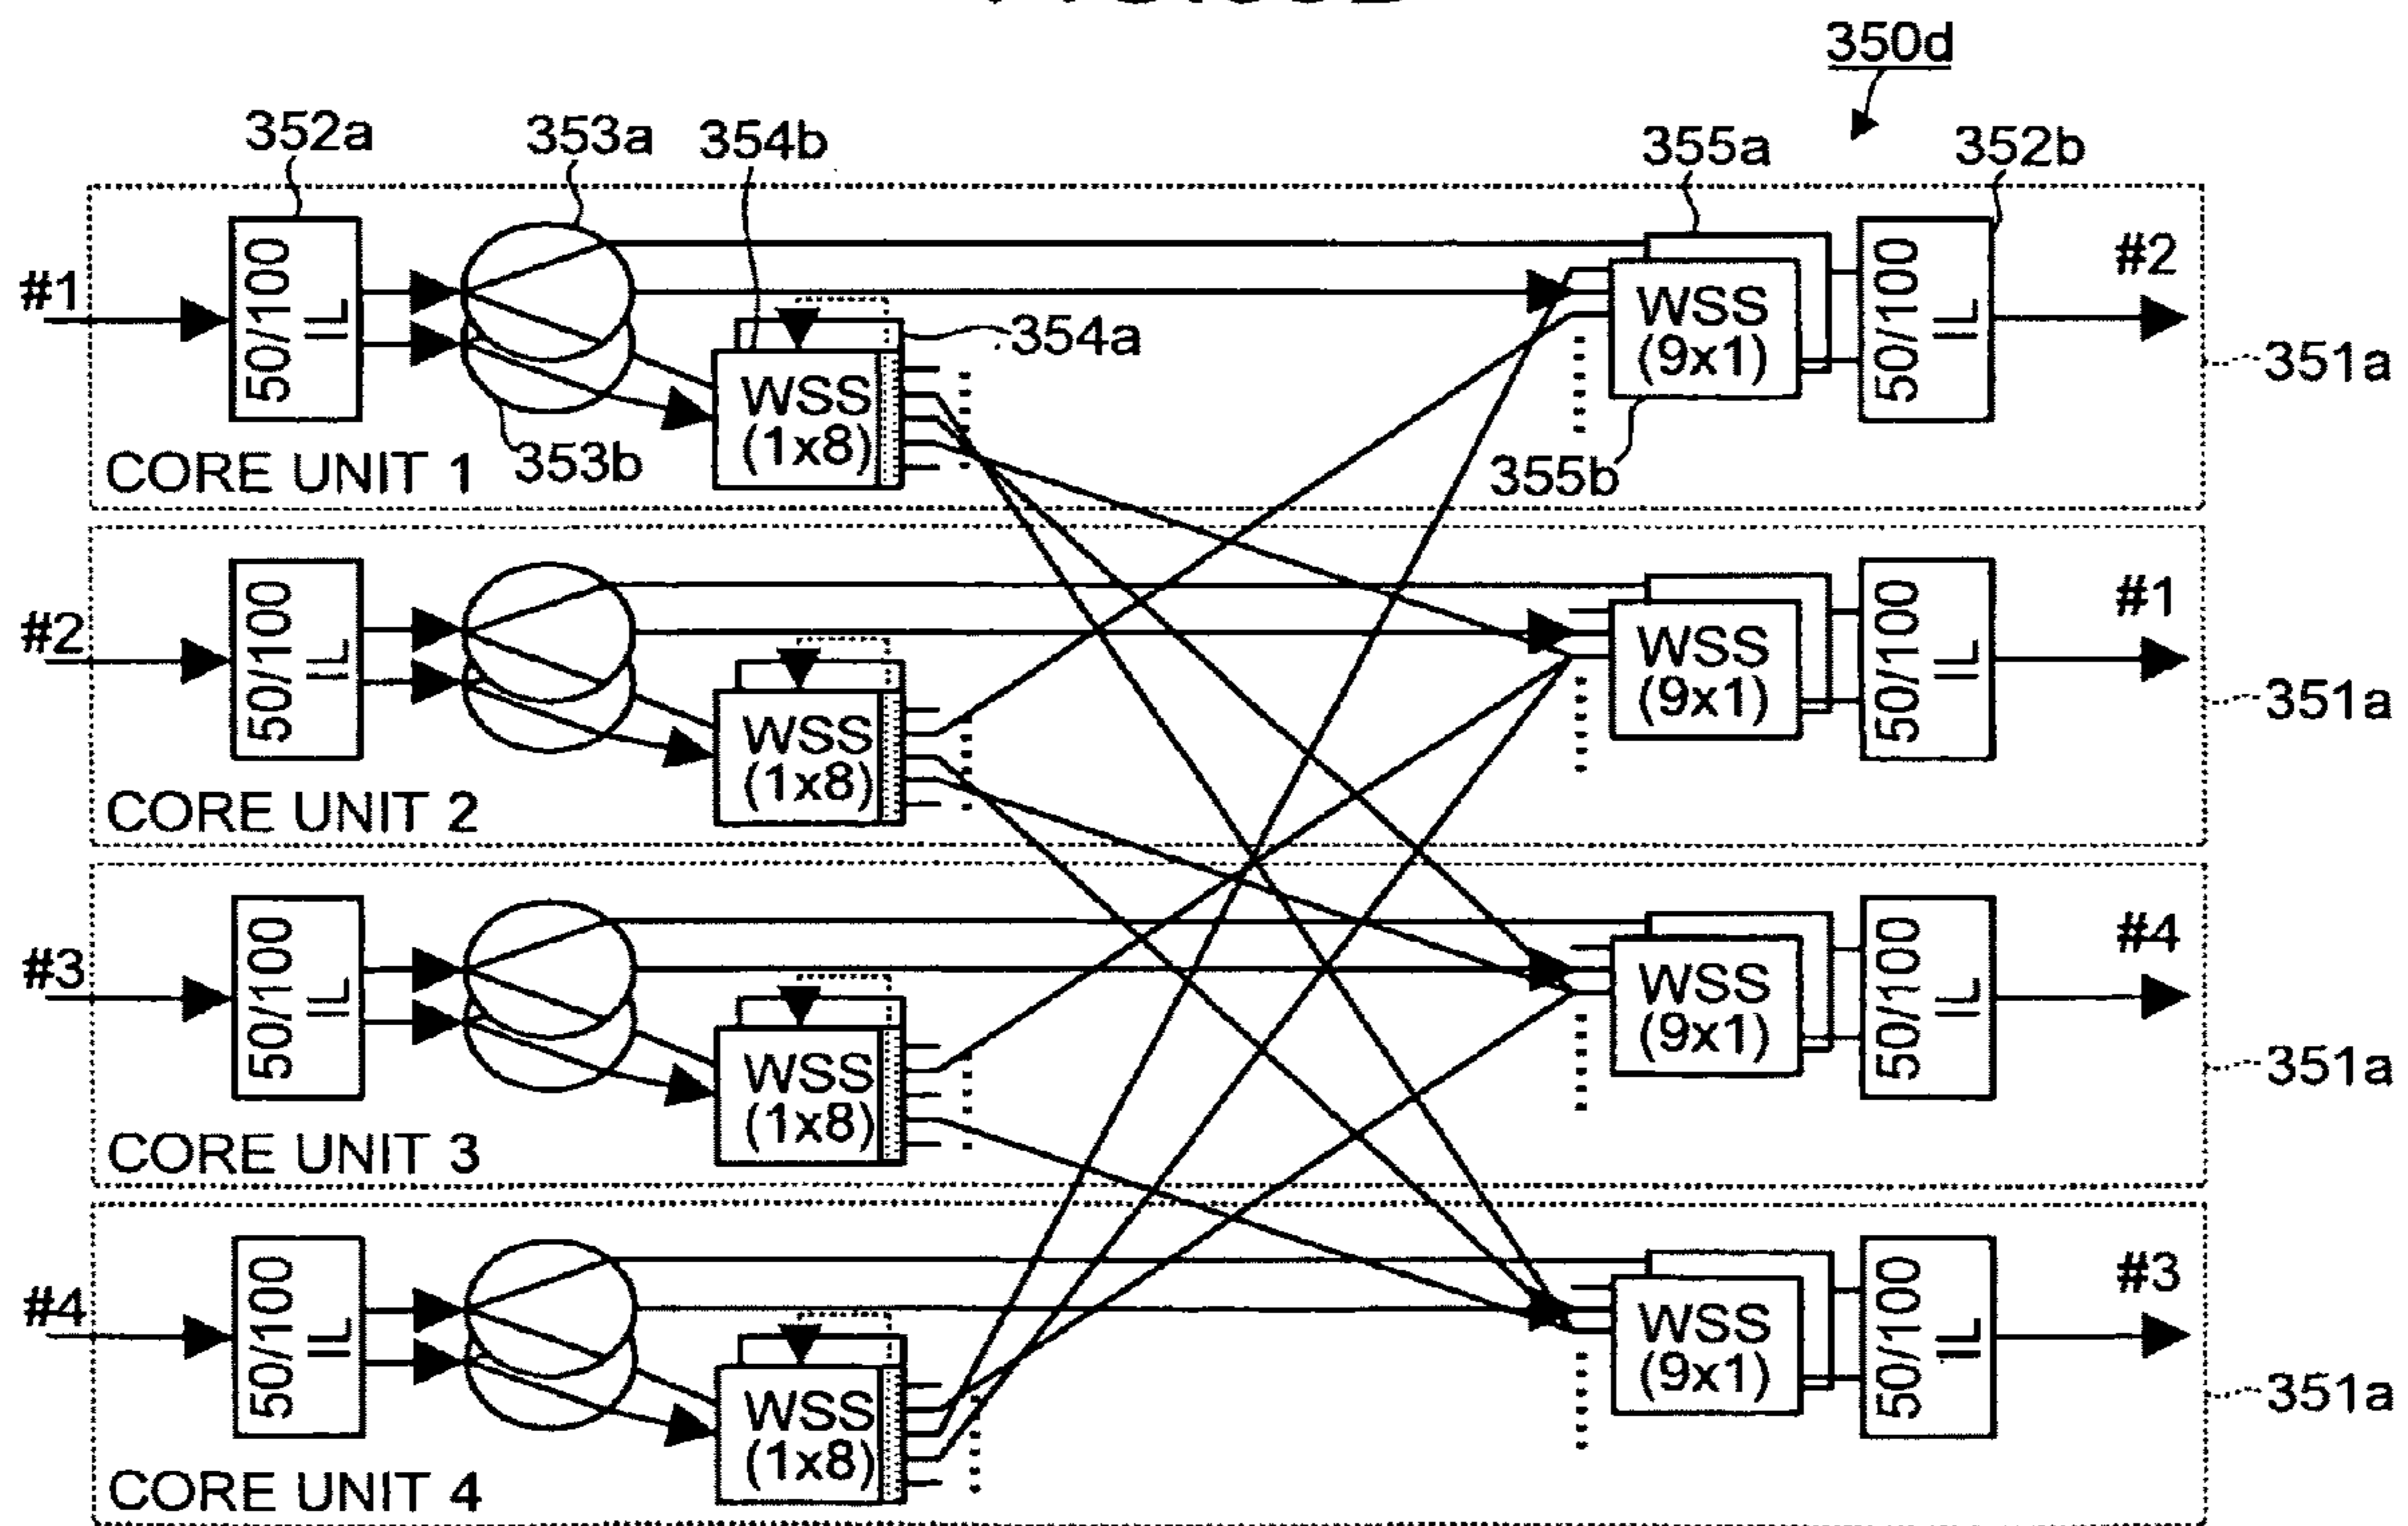 350d
352a
353a
354b
355a
352b
#1
50/100
IL
354a
WSS
(1x8)
353b
CORE UNIT 1
WSS
(9x1)
355b
50/100
IL
#2
351a
#2
50/100
IL
WSS
(1x8)
CORE UNIT 2
WSS
(9x1)
50/100
IL
#1
351a
#3
50/100
IL
WSS
(1x8)
CORE UNIT 3
WSS
(9x1)
50/100
IL
#4
351a
#4
50/100
IL
WSS
(1x8)
CORE UNIT 4
WSS
(9x1)
50/100
IL
#3
351a